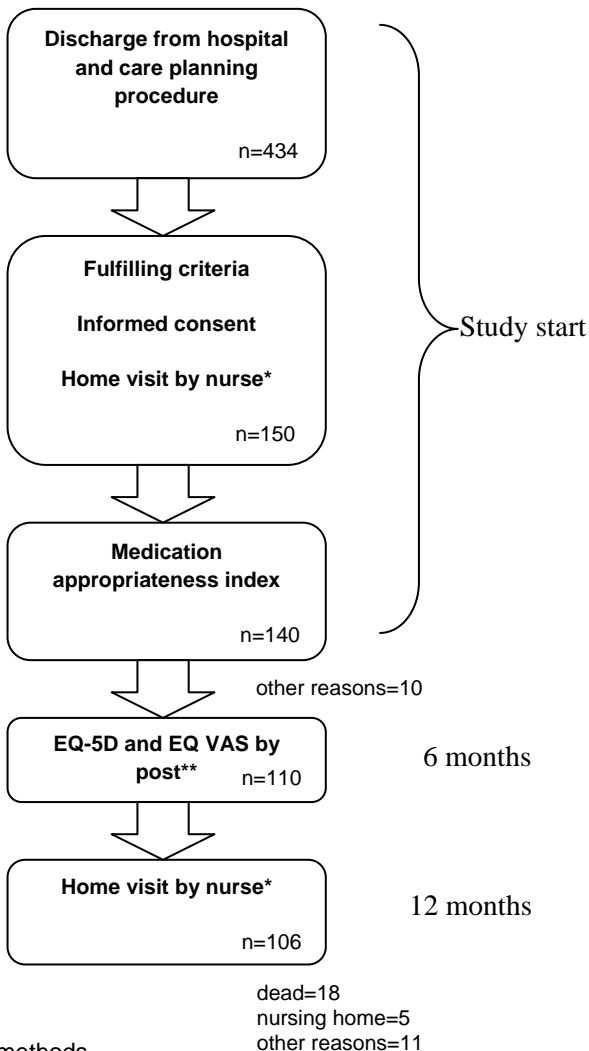 Discharge from hospital
and care planning
procedure
n=434
Fulfilling criteria
Informed consent
Home visit by nurse*
n=150
Study start
Medication
appropriateness index
n=140
other reasons=10
EQ-5D and EQ VAS by
post**
n=110
6 months
Home visit by nurse*
n=106
12 months
dead=18
nursing home=5
other reasons=11